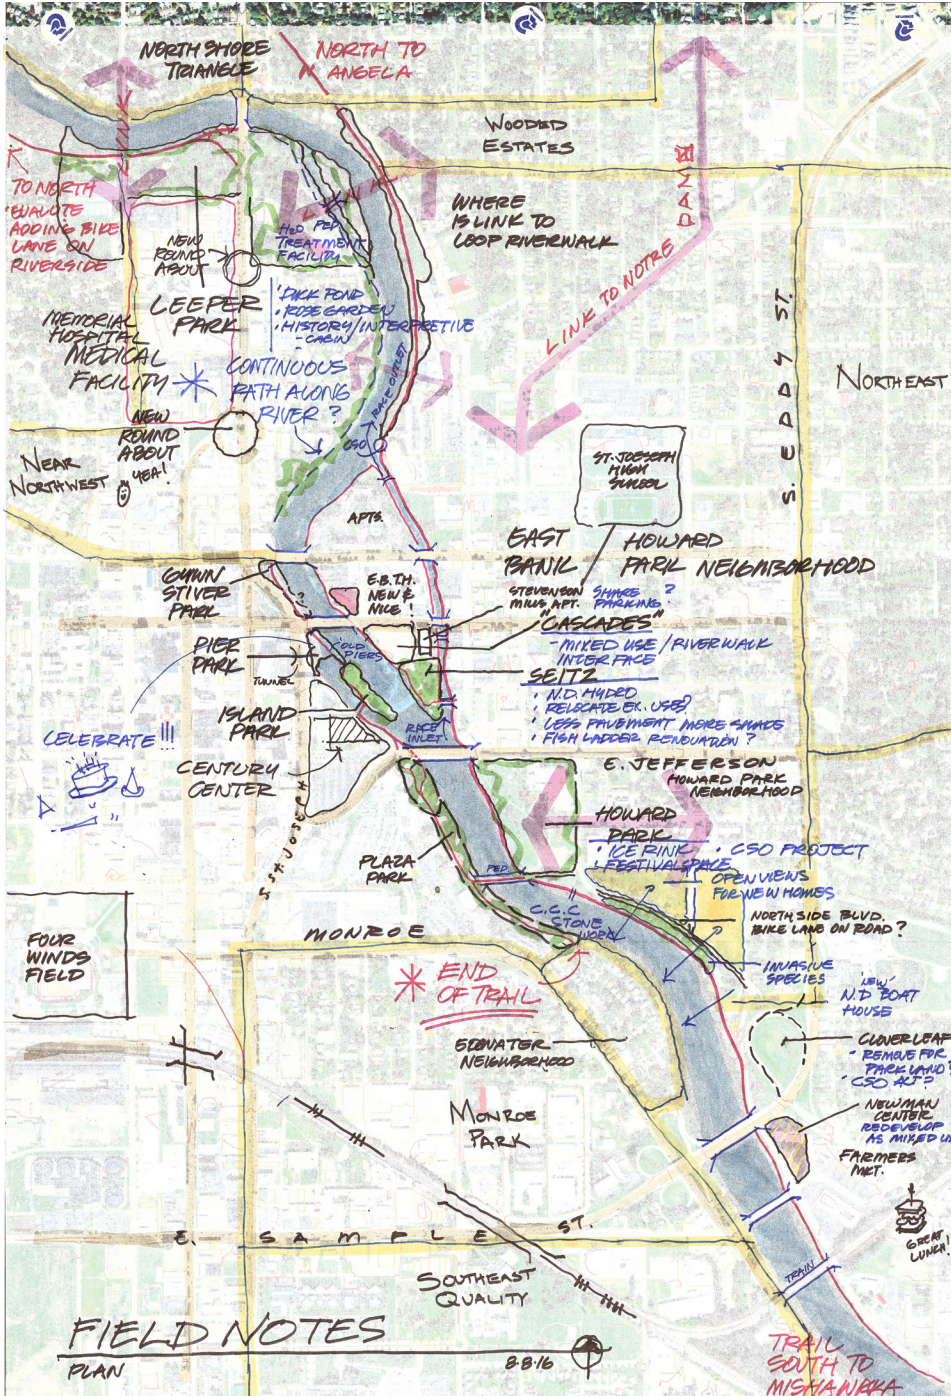 NORTH SHORE
TRIANGLE
NORTH TO
ANGELA
WOODED
ESTATES
TO NORTH
EVALUTE
ADDING BIKE
LANE ON
RIVERSIDE
NEW
ROUND
ABOUT
H2O PED
TREATMENT
FACILITY
LINK
WHERE
IS LINK TO
LOOP RIVERWALK
LINK TO NOTRE DAME
LEEPER
PARK
• DUCK POND
• ROSE GARDEN
• HISTORY/INTERPRETIVE
- CABIN
MEMORIAL
HOSPITAL
MEDICAL
FACILITY
CONTINUOUS
PATH ALONG
RIVER ?
RACE OUTLET
CSO
S. EDDY ST.
NORTHEAST
NEW
ROUND
ABOUT
YEA!
NEAR
NORTHWEST
ST. JOSEPH
HIGH
SCHOOL
APTS.
EAST
BANK
HOWARD
PARK NEIGHBORHOOD
GWNN
STIVER
PARK
E.B.T.H.
NEW &
NICE !
STEVENSON
MILLS APT.
SHARE ?
PARKING
"CASCADES"
- MIXED USE / RIVERWALK
INTERFACE
PIER
PARK
TUNNEL
"OLD
PIERS
SEITZ
• N.D. HYDRO
• RELOCATE EX. USES?
• LESS PAVEMENT MORE SHADE
• FISH LADDER RENOVATION ?
ISLAND
PARK
RACE
INLET
CELEBRATE !!!
CENTURY
CENTER
E. JEFFERSON
HOWARD PARK
NEIGHBORHOOD
S. ST. JOSEPH
HOWARD
PARK
• ICE RINK
• FESTIVAL SPACE
• CSO PROJECT
PLAZA
PARK
PED.
OPEN VIEWS
FOR NEW HOMES
C.C.C
STONE
WORK
NORTH SIDE BLVD.
BIKE LANE ON ROAD ?
FOUR
WINDS
FIELD
MONROE
END
OF TRAIL
INVASIVE
SPECIES
'NEW'
N.D BOAT
HOUSE
EDGWATER
NEIGHBORHOOD
CLOVERLEAF
• REMOVE FOR
PARK LAND?
• CSO ALT?
MONROE
PARK
NEWMAN
CENTER
REDEVELOP
AS MIXED US
FARMERS
MKT.
GREAT
LUNCH!
E. SAMPLE ST.
SOUTHEAST
QUALITY
TRAIN
FIELD NOTES
PLAN
8·8·16
TRAIL
SOUTH TO
MISHAWAKA